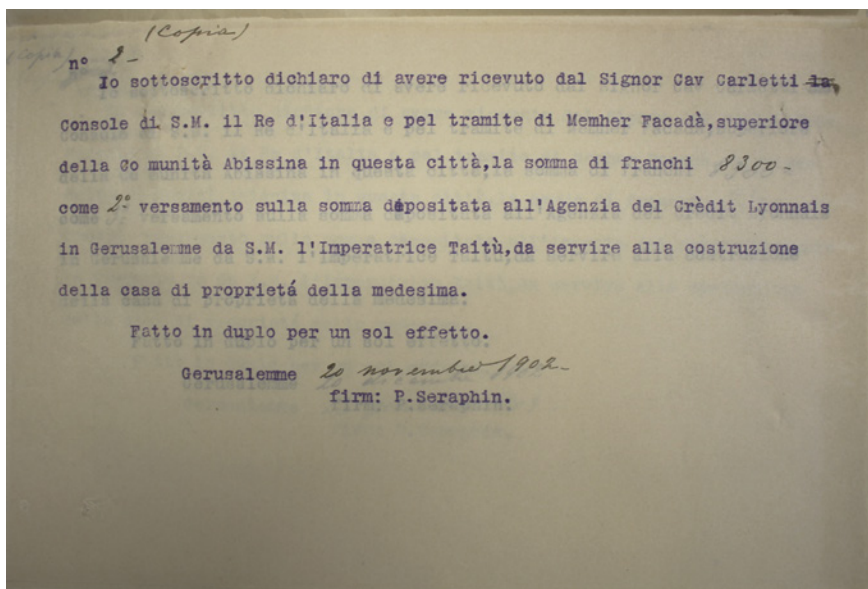 (Copia)
nº 2-
Io sottoscritto dichiaro di avere ricevuto dal Signor Cav Carletti la
Console di S.M. il Re d'Italia e pel tramite di Memher Facadà,superiore
della Co munità Abissina in questa città,la somma di franchi 8300-
come 2º versamento sulla somma depositata all'Agenzia del Crèdit Lyonnais
in Gerusalemme da S.M. l'Imperatrice Taitù,da servire alla costruzione
della casa di proprietá della medesima.
Fatto in duplo per un sol effetto.
Gerusalemme 20 novembre 1902-
firm: P.Seraphin.